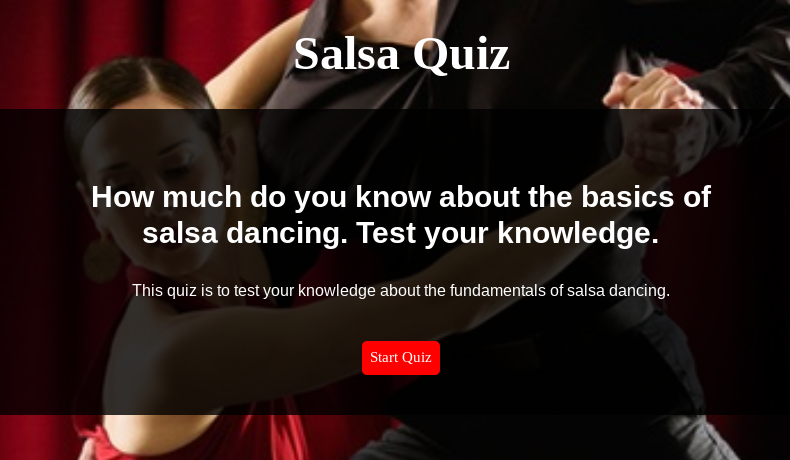 Salsa Quiz
How much do you know about the basics of
salsa dancing. Test your knowledge.
This quiz is to test your knowledge about the fundamentals of salsa dancing.
Start Quiz